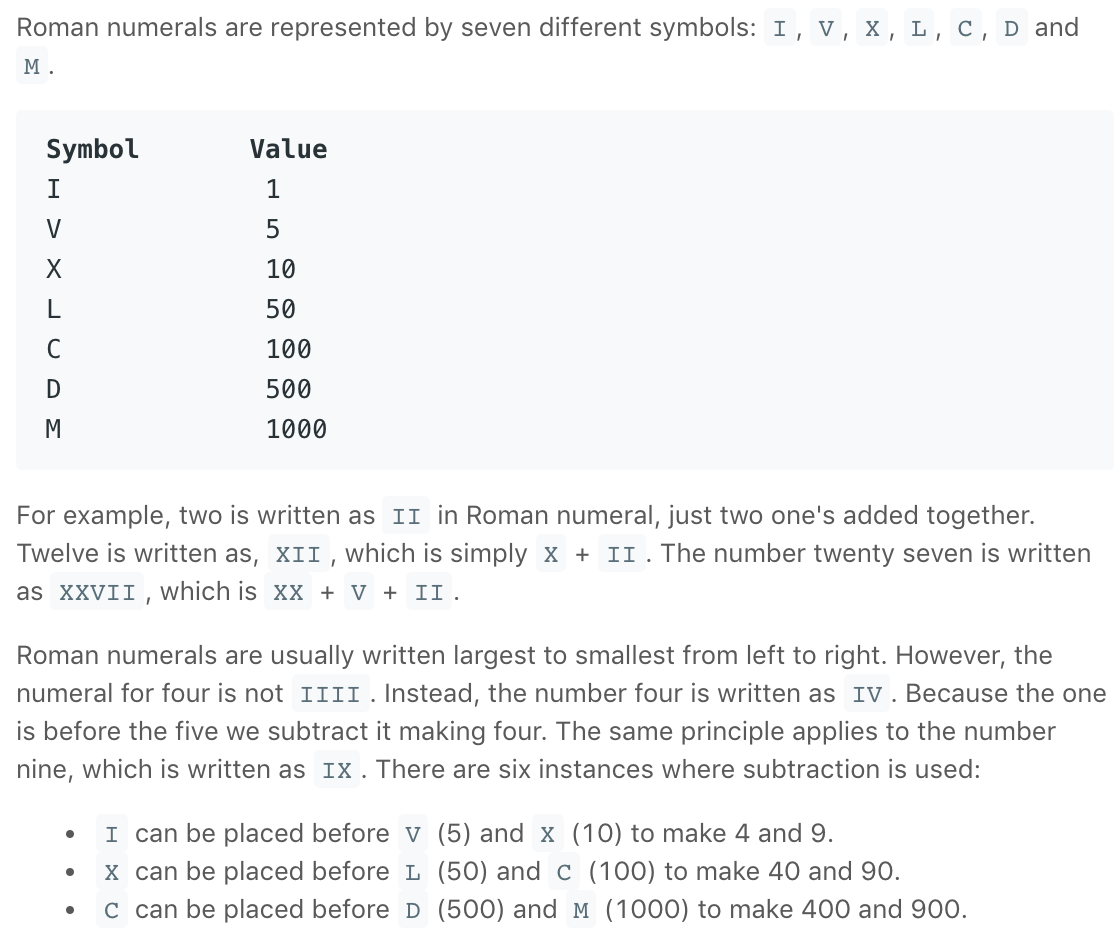 Roman numerals are represented by seven different symbols: I, V, X, L, C, D and
M.
Symbol Value
I 1
V 5
X 10
L 50
C 100
D 500
M 1000
For example, two is written as II in Roman numeral, just two one's added together.
Twelve is written as, XII, which is simply X + II. The number twenty seven is written
as XXVII, which is XX + V + II.
Roman numerals are usually written largest to smallest from left to right. However, the
numeral for four is not IIII. Instead, the number four is written as IV. Because the one
is before the five we subtract it making four. The same principle applies to the number
nine, which is written as IX. There are six instances where subtraction is used:
• I can be placed before V (5) and X (10) to make 4 and 9.
• X can be placed before L (50) and C (100) to make 40 and 90.
• C can be placed before D (500) and M (1000) to make 400 and 900.